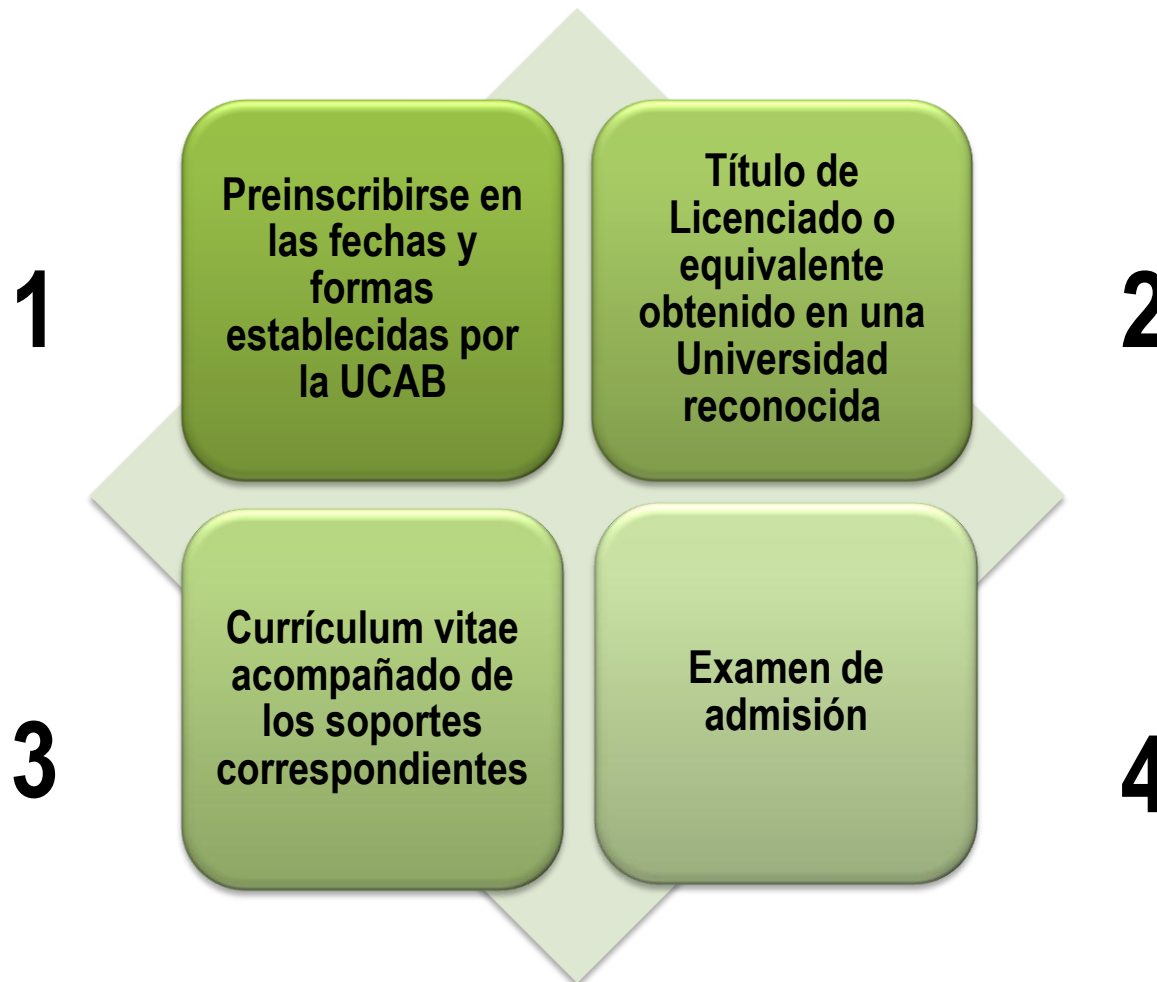 1
Preinscribirse en
las fechas y
formas
establecidas por
la UCAB
Título de
Licenciado o
equivalente
obtenido en una
Universidad
reconocida
2
3
Currículum vitae
acompañado de
los soportes
correspondientes
Examen de
admisión
4